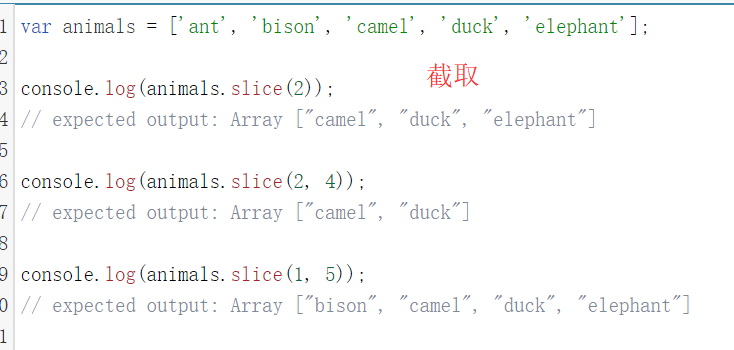 1 var animals = ['ant', 'bison', 'camel', 'duck', 'elephant'];
2
3 console.log(animals.slice(2));
截取
4 // expected output: Array ["camel", "duck", "elephant"]
5
6 console.log(animals.slice(2, 4));
7 // expected output: Array ["camel", "duck"]
8
9 console.log(animals.slice(1, 5));
0 // expected output: Array ["bison", "camel", "duck", "elephant"]
1